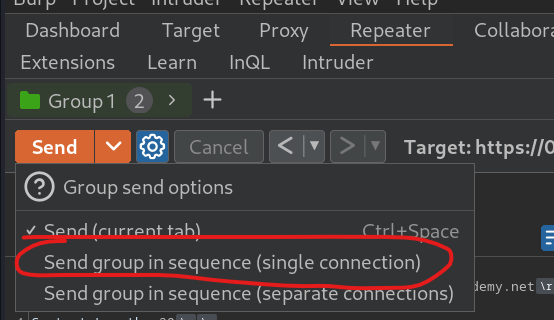 Burp Project Intruder Repeater View Help
Dashboard Target Proxy Repeater Collabora
Extensions Learn InQL Intruder
Group 1 2
Send Cancel Target: https://0
Group send options
Send (current tab) Ctrl+Space
Send group in sequence (single connection)
demy.net \r
Send group in sequence (separate connections)